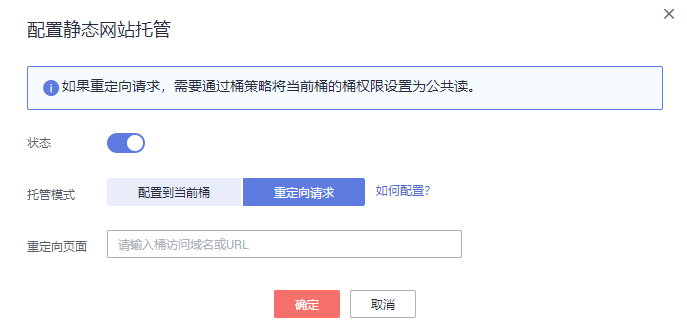 配置静态网站托管
如果重定向请求，需要通过桶策略将当前桶的桶权限设置为公共读。
状态
托管模式 配置到当前桶 重定向请求 如何配置？
重定向页面 请输入桶访问域名或URL
确定 取消